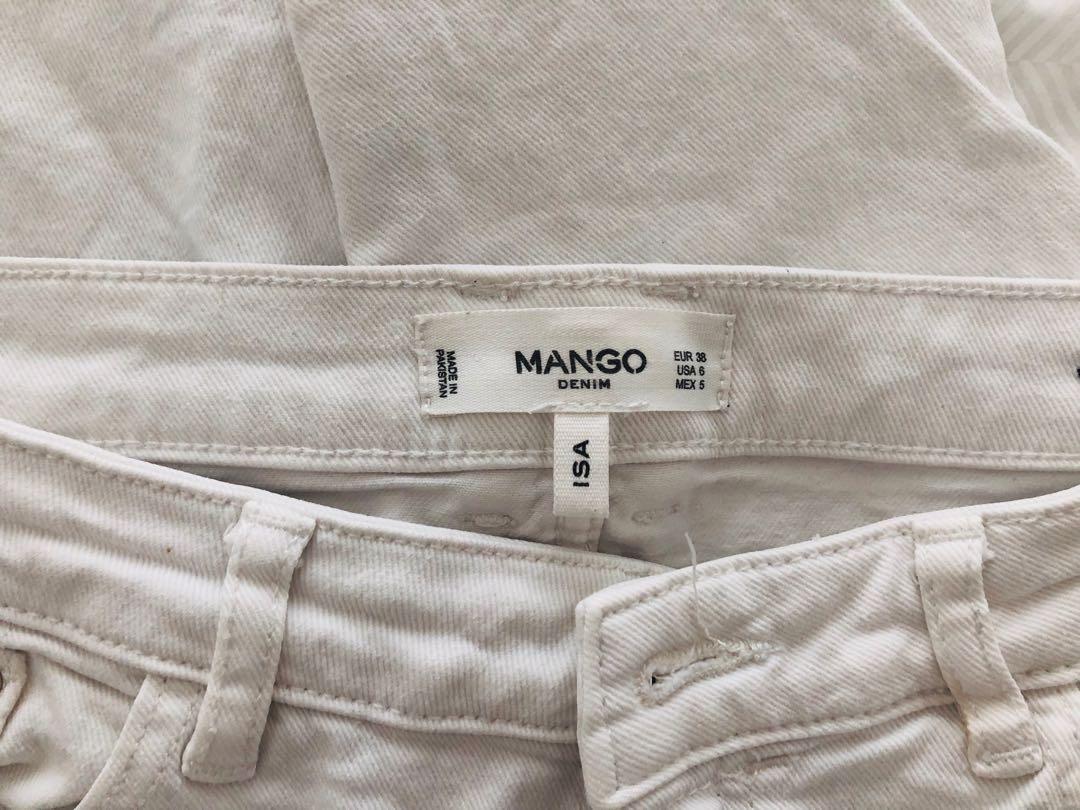 MADE IN
PAKISTAN
MANGO
DENIM
EUR 38
USA 6
MEX 5
ISA